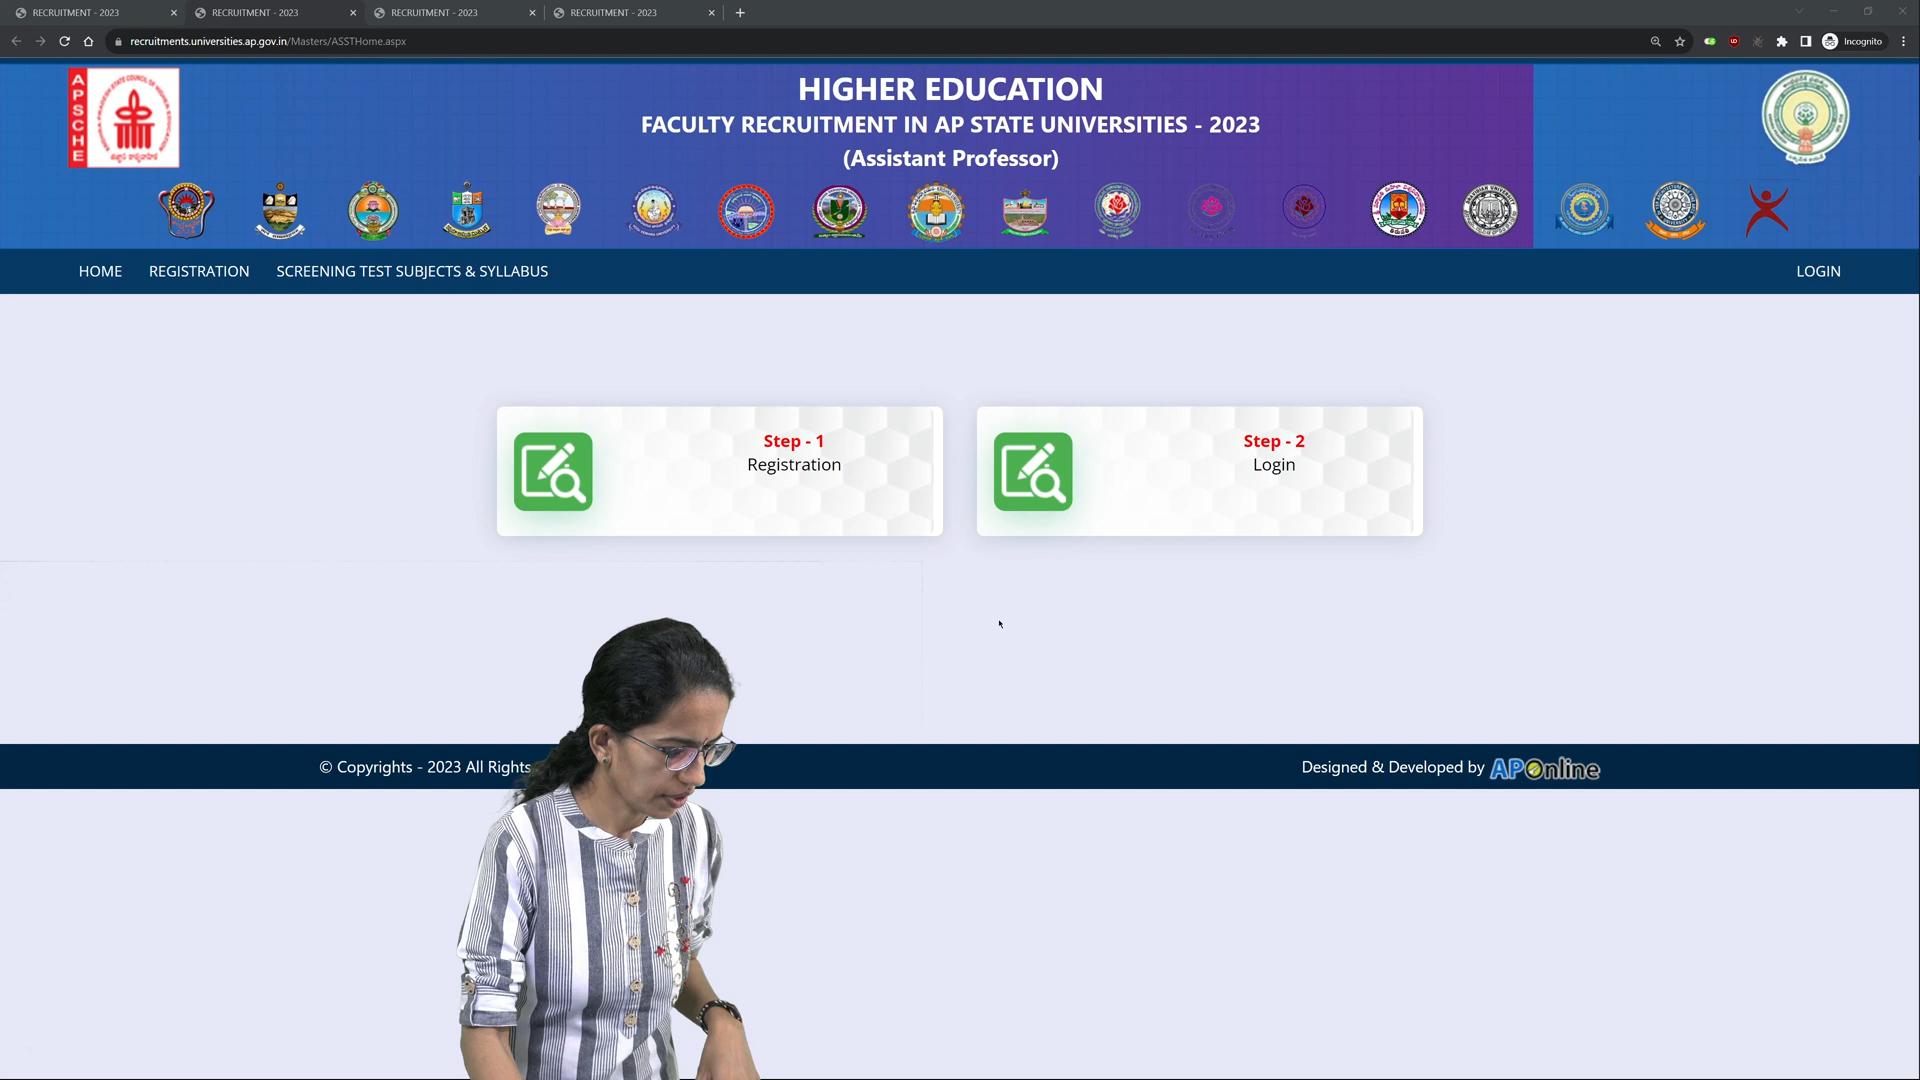 RECRUITMENT - 2023
RECRUITMENT - 2023
RECRUITMENT - 2023
RECRUITMENT - 2023
recruitments.universities.ap.gov.in/Masters/ASSTHome.aspx
Incognito
APSCHE
HIGHER EDUCATION
FACULTY RECRUITMENT IN AP STATE UNIVERSITIES - 2023
(Assistant Professor)
HOME
REGISTRATION
SCREENING TEST SUBJECTS & SYLLABUS
LOGIN
Step - 1
Registration
Step - 2
Login
© Copyrights - 2023 All Rights
Designed & Developed by APOnline